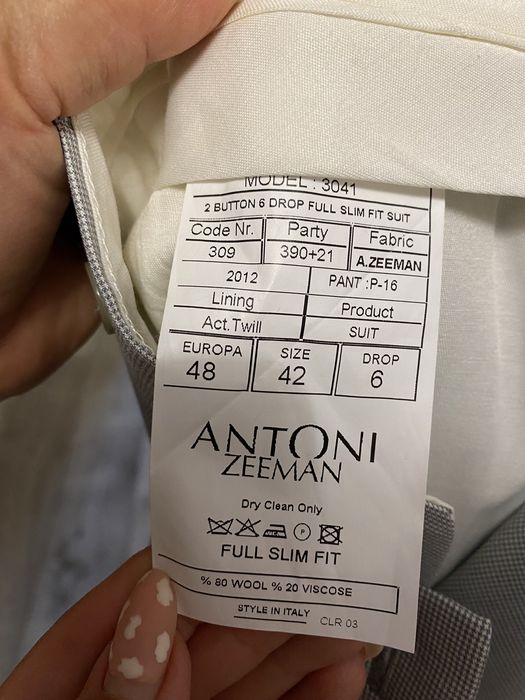 MODEL : 3041
2 BUTTON 6 DROP FULL SLIM FIT SUIT
Code Nr. Party Fabric
309 390+21 A.ZEEMAN
2012 PANT :P-16
Lining Product
Act.Twill SUIT
EUROPA SIZE DROP
48 42 6
ANTONI
ZEEMAN
Dry Clean Only
P
FULL SLIM FIT
% 80 WOOL % 20 VISCOSE
STYLE IN ITALY CLR 03